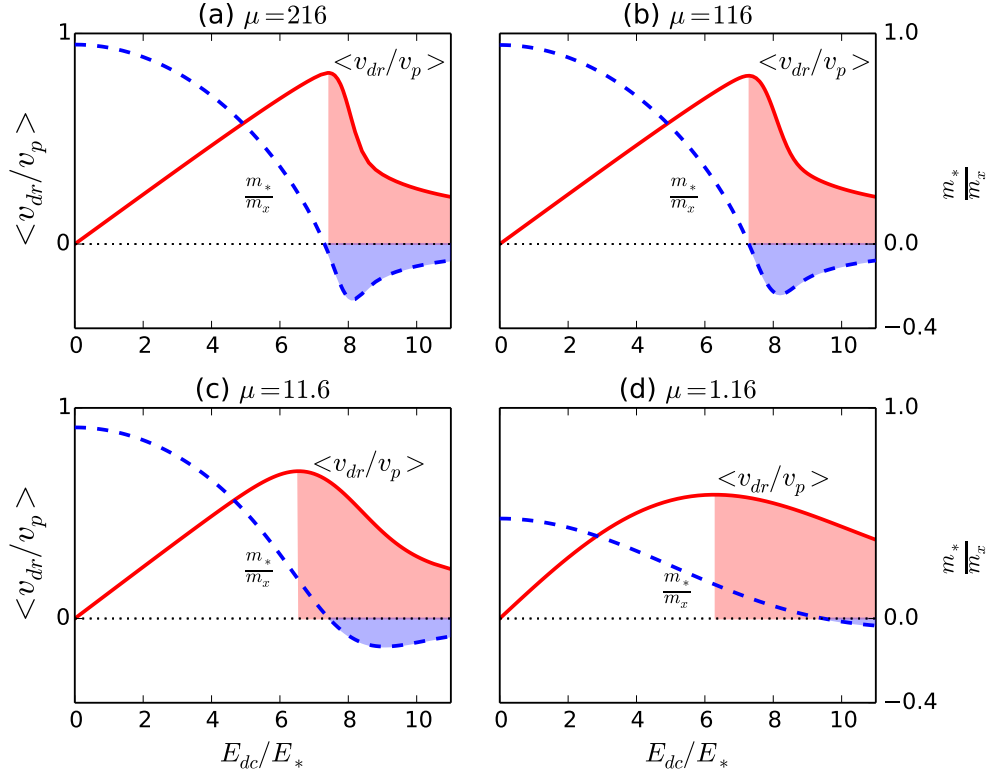 (a) μ = 216
(b) μ = 116
1
0
<v_dr/v_p>
<v_dr/v_p>
m_*/m_x
0 2 4 6 8 10
<v_dr/v_p>
m_*/m_x
0 2 4 6 8 10
1.0
0.0
−0.4
m_*/m_x
(c) μ = 11.6
(d) μ = 1.16
1
0
<v_dr/v_p>
<v_dr/v_p>
m_*/m_x
0 2 4 6 8 10
E_dc/E_*
<v_dr/v_p>
m_*/m_x
0 2 4 6 8 10
E_dc/E_*
1.0
0.0
−0.4
m_*/m_x